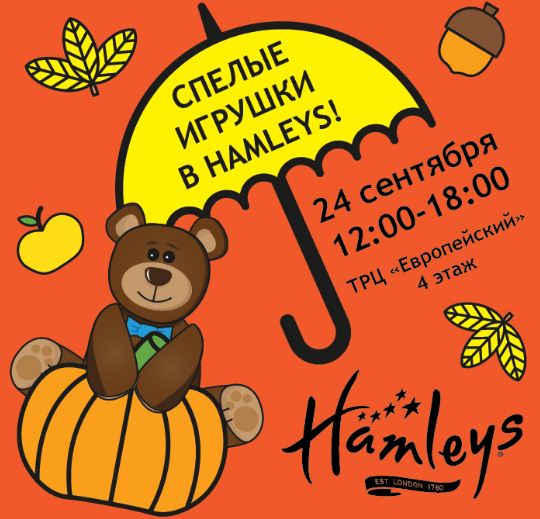 СПЕЛЫЕ
ИГРУШКИ
В HAMLEYS!
24 сентября
12:00-18:00
ТРЦ «Европейский»
4 этаж
Hamleys
EST. LONDON 1760